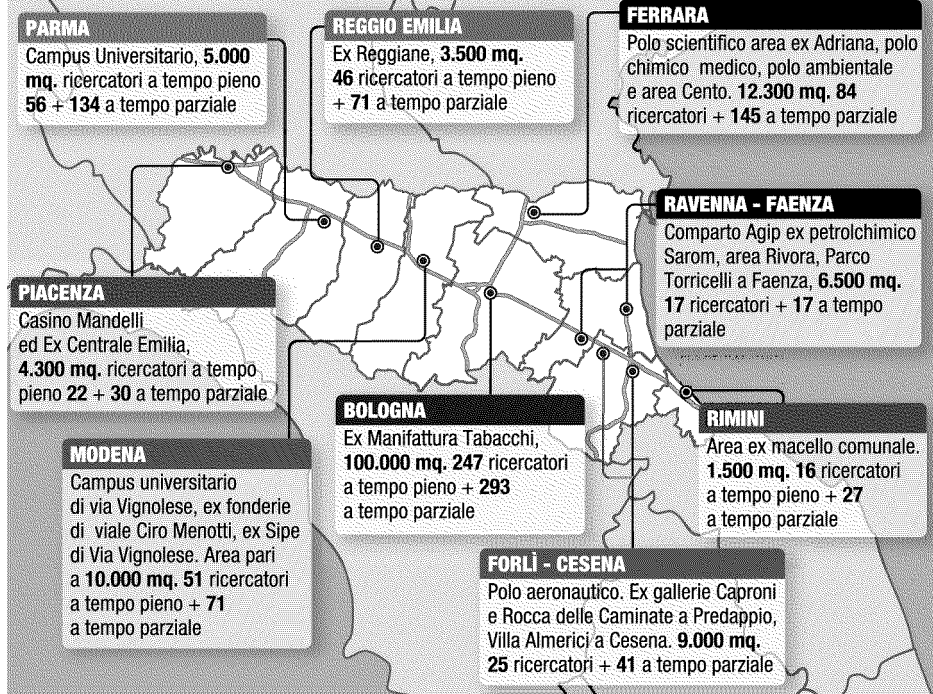 PARMA
Campus Universitario, 5.000
mq. ricercatori a tempo pieno
56 + 134 a tempo parziale
REGGIO EMILIA
Ex Reggiane, 3.500 mq.
46 ricercatori a tempo pieno
+ 71 a tempo parziale
FERRARA
Polo scientifico area ex Adriana, polo
chimico medico, polo ambientale
e area Cento. 12.300 mq. 84
ricercatori + 145 a tempo parziale
RAVENNA - FAENZA
Comparto Agip ex petrolchimico
Sarom, area Rivora, Parco
Torricelli a Faenza, 6.500 mq.
17 ricercatori + 17 a tempo
parziale
PIACENZA
Casino Mandelli
ed Ex Centrale Emilia,
4.300 mq. ricercatori a tempo
pieno 22 + 30 a tempo parziale
BOLOGNA
Ex Manifattura Tabacchi,
100.000 mq. 247 ricercatori
a tempo pieno + 293
a tempo parziale
RIMINI
Area ex macello comunale.
1.500 mq. 16 ricercatori
a tempo pieno + 27
a tempo parziale
MODENA
Campus universitario
di via Vignolese, ex fonderie
di viale Ciro Menotti, ex Sipe
di Via Vignolese. Area pari
a 10.000 mq. 51 ricercatori
a tempo pieno + 71
a tempo parziale
FORLÌ - CESENA
Polo aeronautico. Ex gallerie Caproni
e Rocca delle Caminate a Predappio,
Villa Almerici a Cesena. 9.000 mq.
25 ricercatori + 41 a tempo parziale